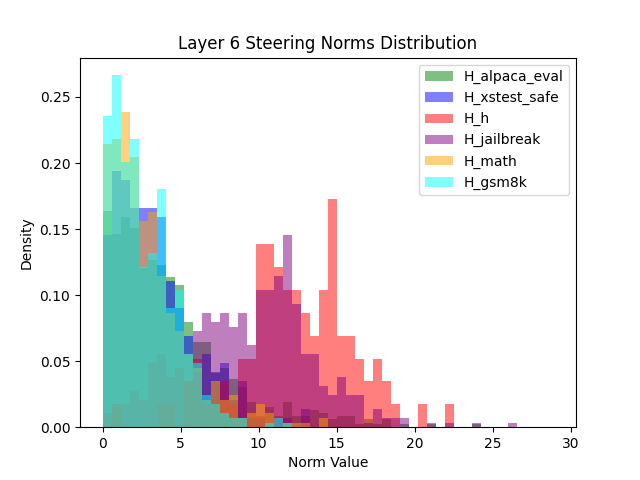 Layer 6 Steering Norms Distribution
H_alpaca_eval
H_xstest_safe
H_h
H_jailbreak
H_math
H_gsm8k
Density
0.25
0.20
0.15
0.10
0.05
0.00
0 5 10 15 20 25 30
Norm Value